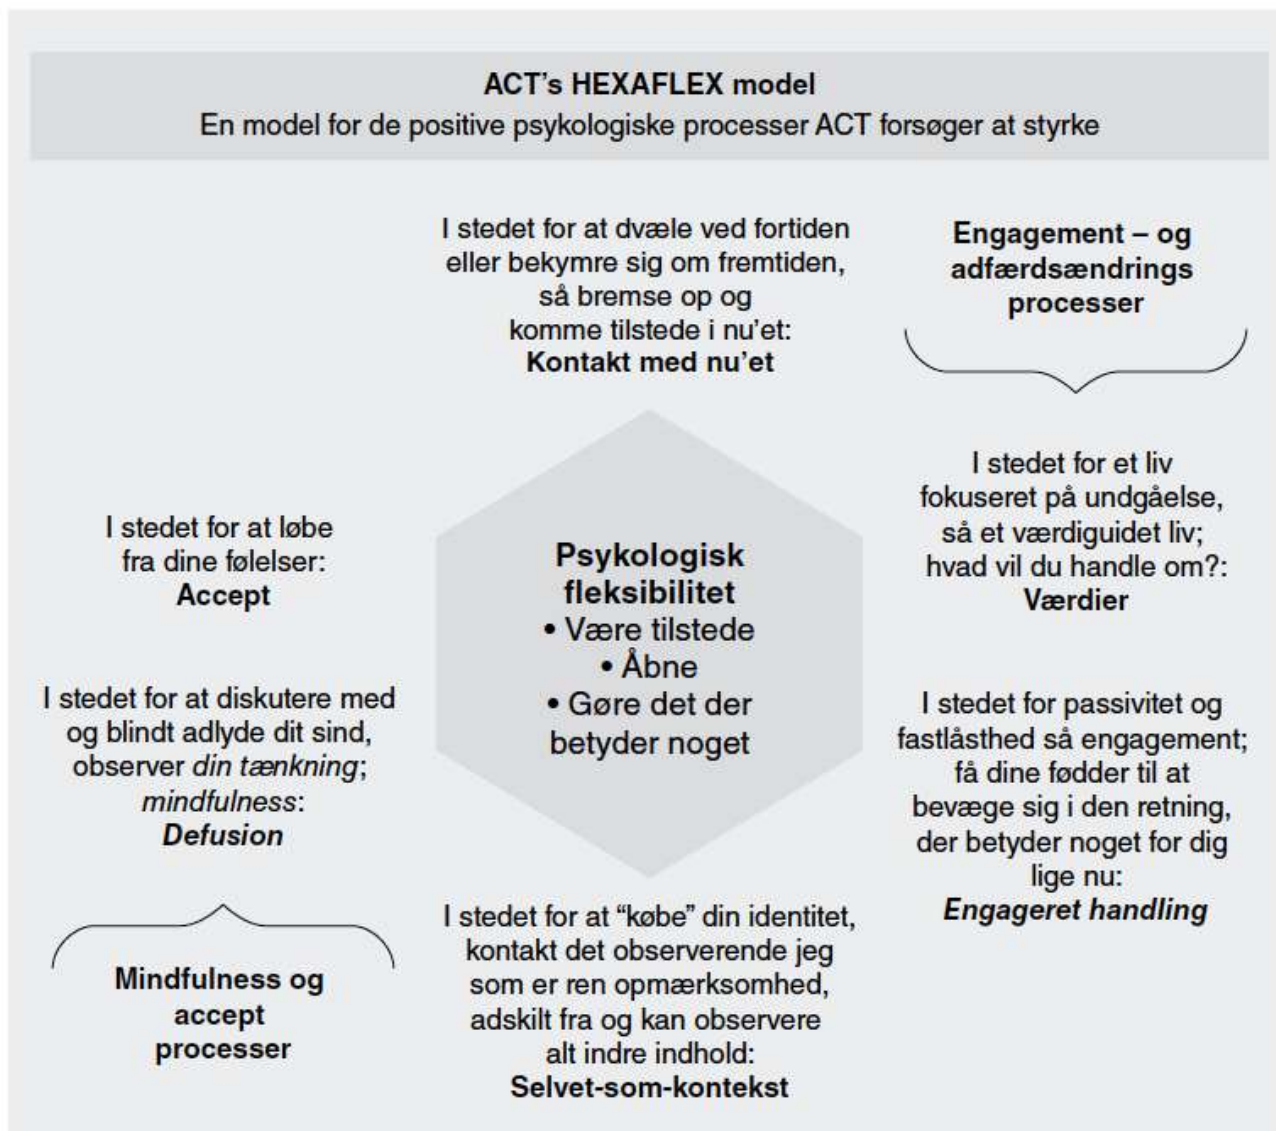 ACT's HEXAFLEX model
En model for de positive psykologiske processer ACT forsøger at styrke
I stedet for at dvæle ved fortiden
eller bekymre sig om fremtiden,
så bremse op og
komme tilstede i nu'et:
Kontakt med nu'et
Engagement – og
adfærdsændrings
processer
I stedet for at løbe
fra dine følelser:
Accept
Psykologisk
fleksibilitet
• Være tilstede
• Åbne
• Gøre det der
betyder noget
I stedet for et liv
fokuseret på undgåelse,
så et værdiguidet liv;
hvad vil du handle om?:
Værdier
I stedet for at diskutere med
og blindt adlyde dit sind,
observer din tænkning;
mindfulness:
Defusion
I stedet for passivitet og
fastlåsthed så engagement;
få dine fødder til at
bevæge sig i den retning,
der betyder noget for dig
lige nu:
Engageret handling
Mindfulness og
accept
processer
I stedet for at “købe” din identitet,
kontakt det observerende jeg
som er ren opmærksomhed,
adskilt fra og kan observere
alt indre indhold:
Selvet-som-kontekst